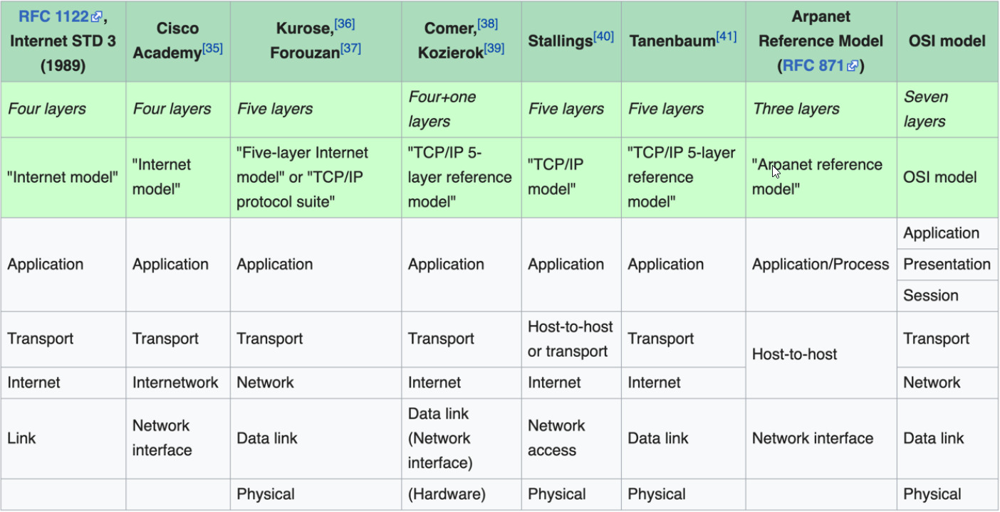 RFC 1122, Internet STD 3 (1989)
Cisco Academy[35]
Kurose,[36] Forouzan[37]
Comer,[38] Kozierok[39]
Stallings[40]
Tanenbaum[41]
Arpanet Reference Model (RFC 871)
OSI model
Four layers
Four layers
Five layers
Four+one layers
Five layers
Five layers
Three layers
Seven layers
"Internet model"
"Internet model"
"Five-layer Internet model" or "TCP/IP protocol suite"
"TCP/IP 5-layer reference model"
"TCP/IP model"
"TCP/IP 5-layer reference model"
"Arpanet reference model"
OSI model
Application
Application
Application
Application
Application
Application
Application/Process
Application
Presentation
Session
Transport
Transport
Transport
Transport
Host-to-host or transport
Transport
Host-to-host
Transport
Internet
Internetwork
Network
Internet
Internet
Internet
Network
Link
Network interface
Data link
Data link (Network interface)
Network access
Data link
Network interface
Data link
Physical
(Hardware)
Physical
Physical
Physical